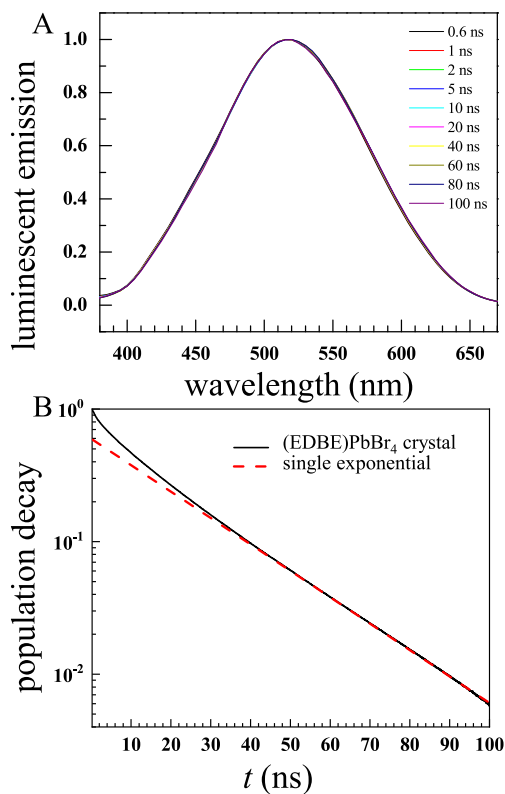 A
0.6 ns
1 ns
2 ns
5 ns
10 ns
20 ns
40 ns
60 ns
80 ns
100 ns
1.0
0.8
0.6
0.4
0.2
0.0
luminescent emission
400 450 500 550 600 650
wavelength (nm)
B
(EDBE)PbBr₄ crystal
single exponential
10⁰
10⁻¹
10⁻²
population decay
10 20 30 40 50 60 70 80 90 100
t (ns)